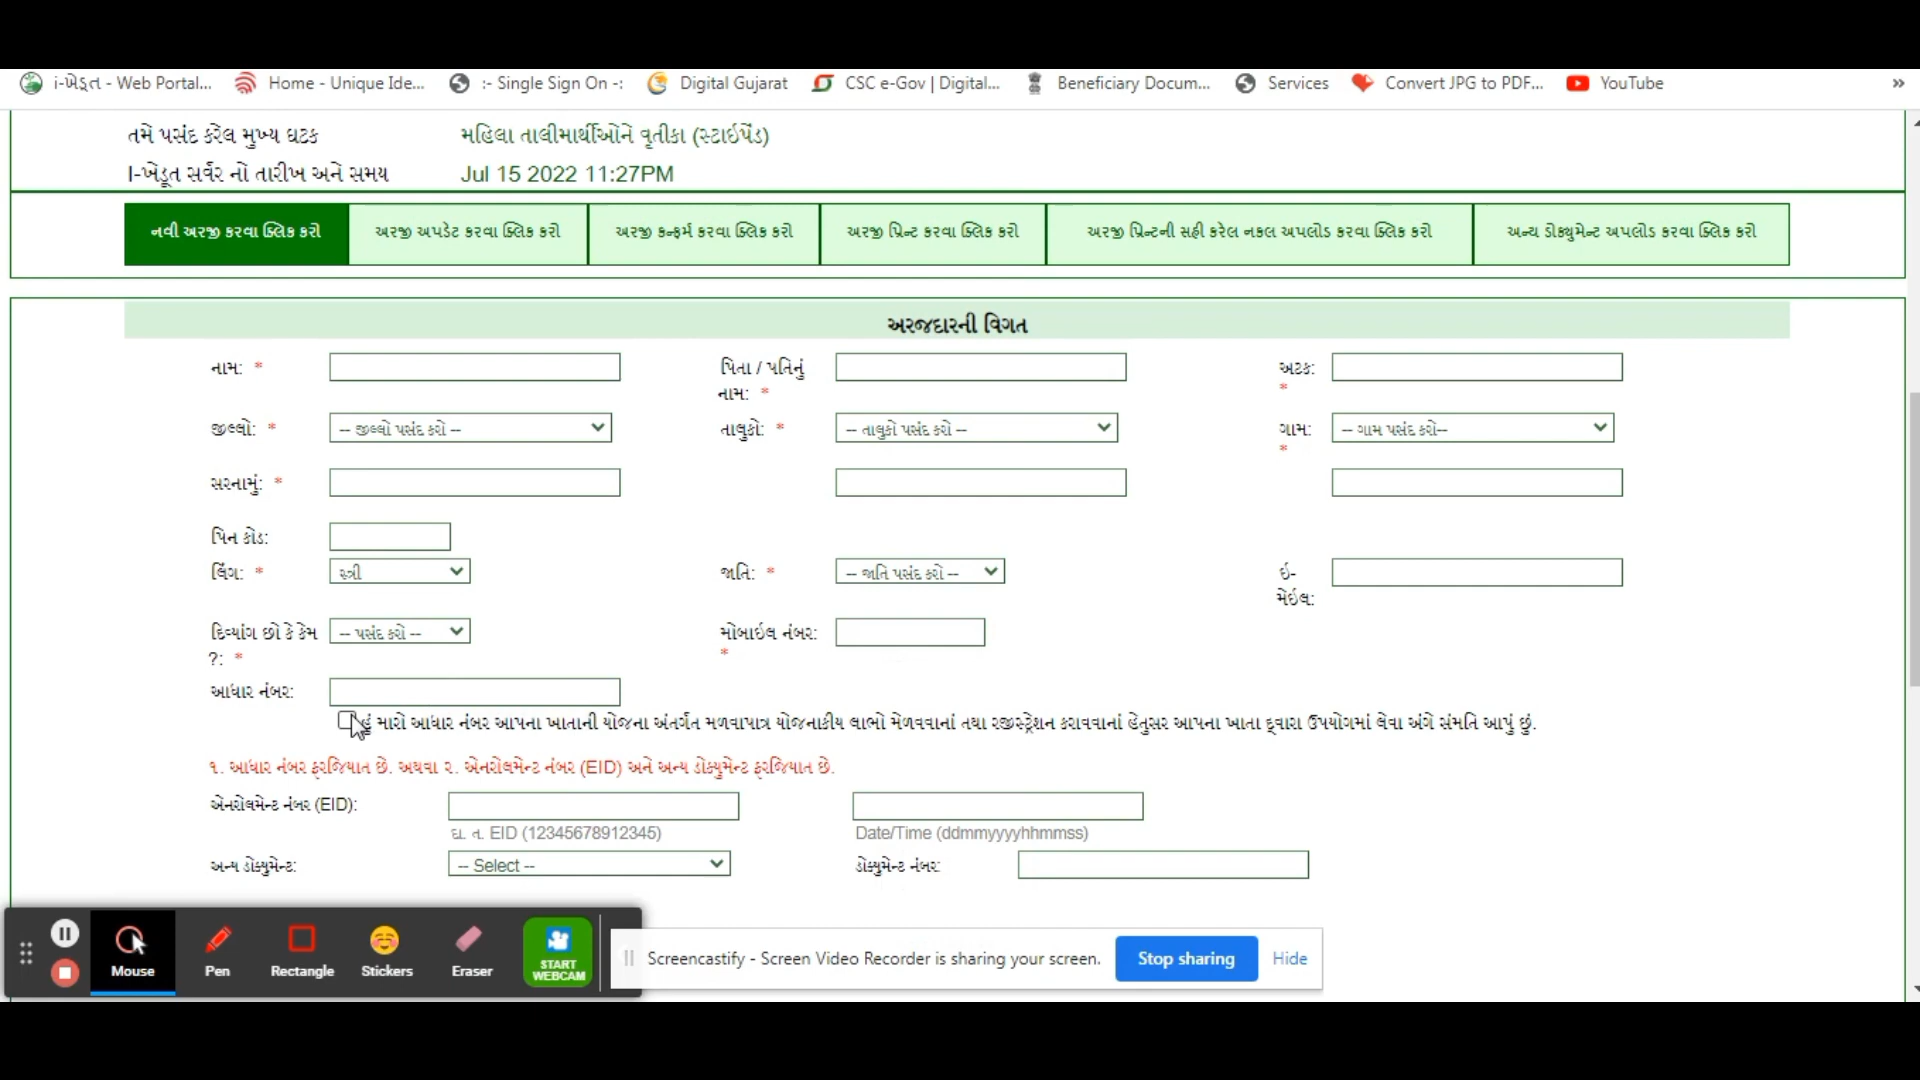 i-ખેડૂત - Web Portal... Home - Unique Ide... :- Single Sign On -: Digital Gujarat CSC e-Gov | Digital... Beneficiary Docum... Services Convert JPG to PDF... YouTube »
તમે પસંદ કરેલ મુખ્ય ઘટક મહિલા તાલીમાર્થીઓને વૃતીકા (સ્ટાઇપેંડ)
I-ખેડૂત સર્વર નો તારીખ અને સમય Jul 15 2022 11:27PM
નવી અરજી કરવા ક્લિક કરો અરજી અપડેટ કરવા ક્લિક કરો અરજી કન્ફર્મ કરવા ક્લિક કરો અરજી પ્રિન્ટ કરવા ક્લિક કરો અરજી પ્રિન્ટની સહી કરેલ નકલ અપલોડ કરવા ક્લિક કરો અન્ય ડોક્યુમેન્ટ અપલોડ કરવા ક્લિક કરો
અરજદારની વિગત
નામ: * પિતા / પતિનું અટક:
નામ: * *
જીલ્લો: * -- જીલ્લો પસંદ કરો -- તાલુકો: * -- તાલુકો પસંદ કરો -- ગામ: -- ગામ પસંદ કરો--
*
સરનામું: *
પિન કોડ:
લિંગ: * સ્ત્રી જાતિ: * -- જાતિ પસંદ કરો -- ઇ-
મેઇલ:
દિવ્યાંગ છો કે કેમ -- પસંદ કરો -- મોબાઇલ નંબર:
?: * *
આધાર નંબર:
હું મારો આધાર નંબર આપના ખાતાની યોજના અંતર્ગત મળવાપાત્ર યોજનાકીય લાભો મેળવવાનાં તથા રજીસ્ટ્રેશન કરાવવાનાં હેતુસર આપના ખાતા દ્વારા ઉપયોગમાં લેવા અંગે સંમતિ આપું છું.
૧. આધાર નંબર ફરજિયાત છે. અથવા ૨. એનરોલમેન્ટ નંબર (EID) અને અન્ય ડોક્યુમેન્ટ ફરજિયાત છે.
એનરોલમેન્ટ નંબર (EID):
દા. ત. EID (12345678912345) Date/Time (ddmmyyyyhhmmss)
અન્ય ડોક્યુમેન્ટ: -- Select -- ડોક્યુમેન્ટ નંબર:
Mouse Pen Rectangle Stickers Eraser START WEBCAM
Screencastify - Screen Video Recorder is sharing your screen. Stop sharing Hide